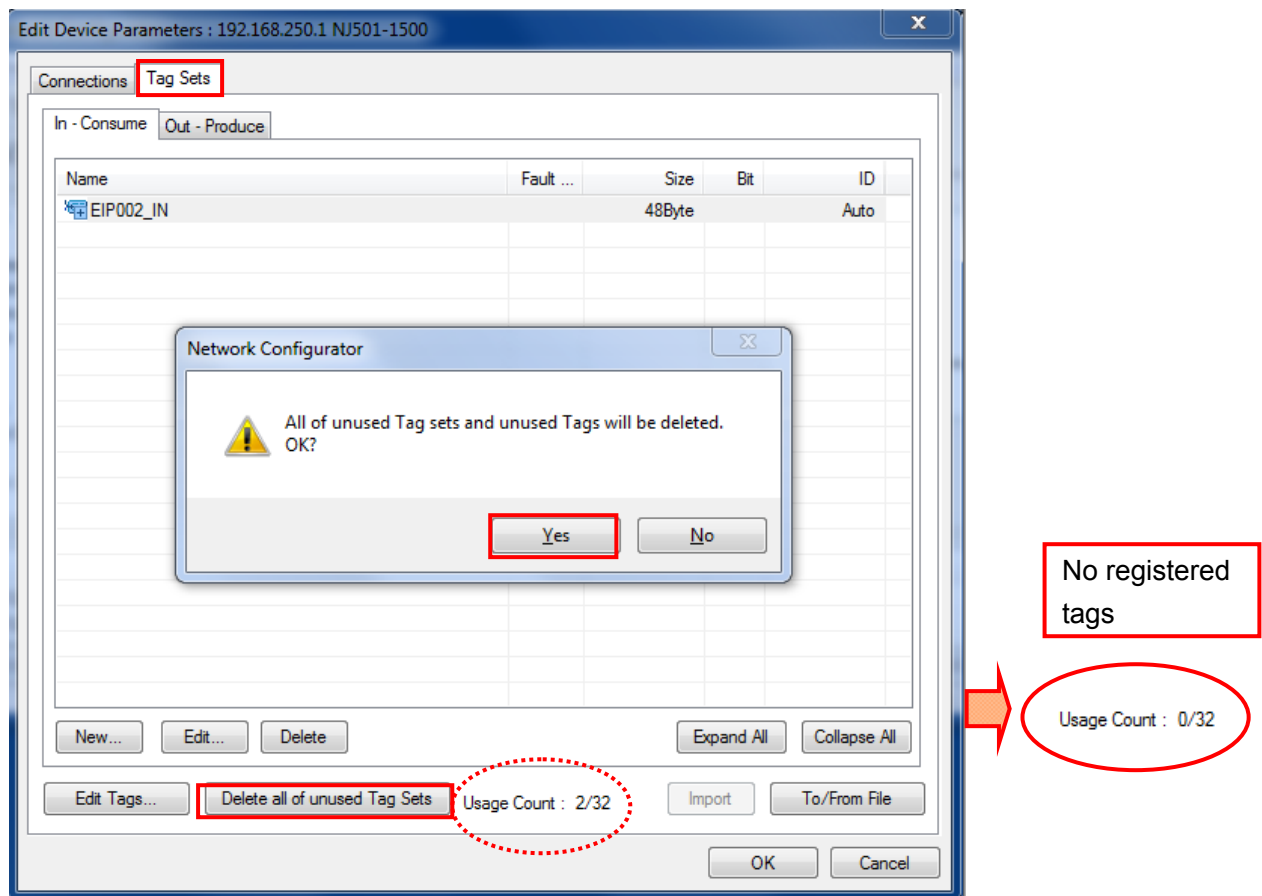 Edit Device Parameters : 192.168.250.1 NJ501-1500
X
Connections Tag Sets
In - Consume Out - Produce
Name Fault ... Size Bit ID
EIP002_IN 48Byte Auto
Network Configurator
X
All of unused Tag sets and unused Tags will be deleted.
OK?
Yes No
No registered
tags
New... Edit... Delete Expand All Collapse All
Usage Count : 0/32
Edit Tags... Delete all of unused Tag Sets Usage Count : 2/32 Import To/From File
OK Cancel